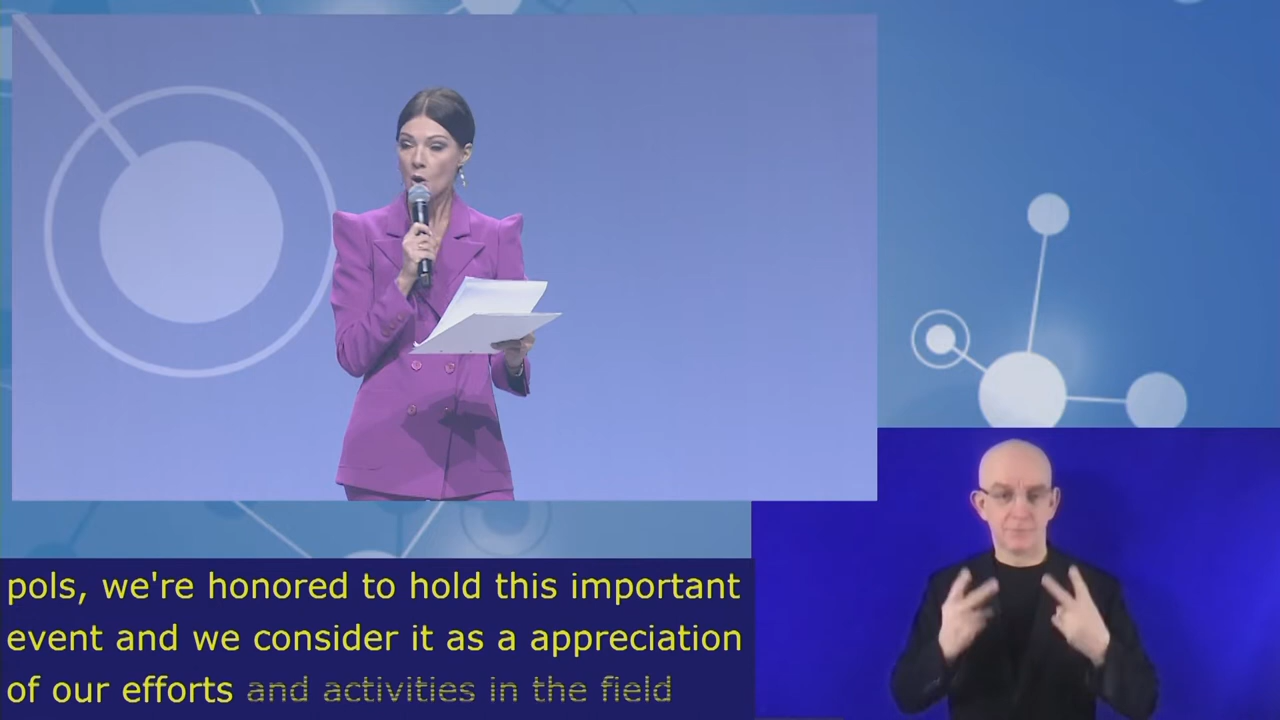 pols, we're honored to hold this important
event and we consider it as a appreciation
of our efforts and activities in the field